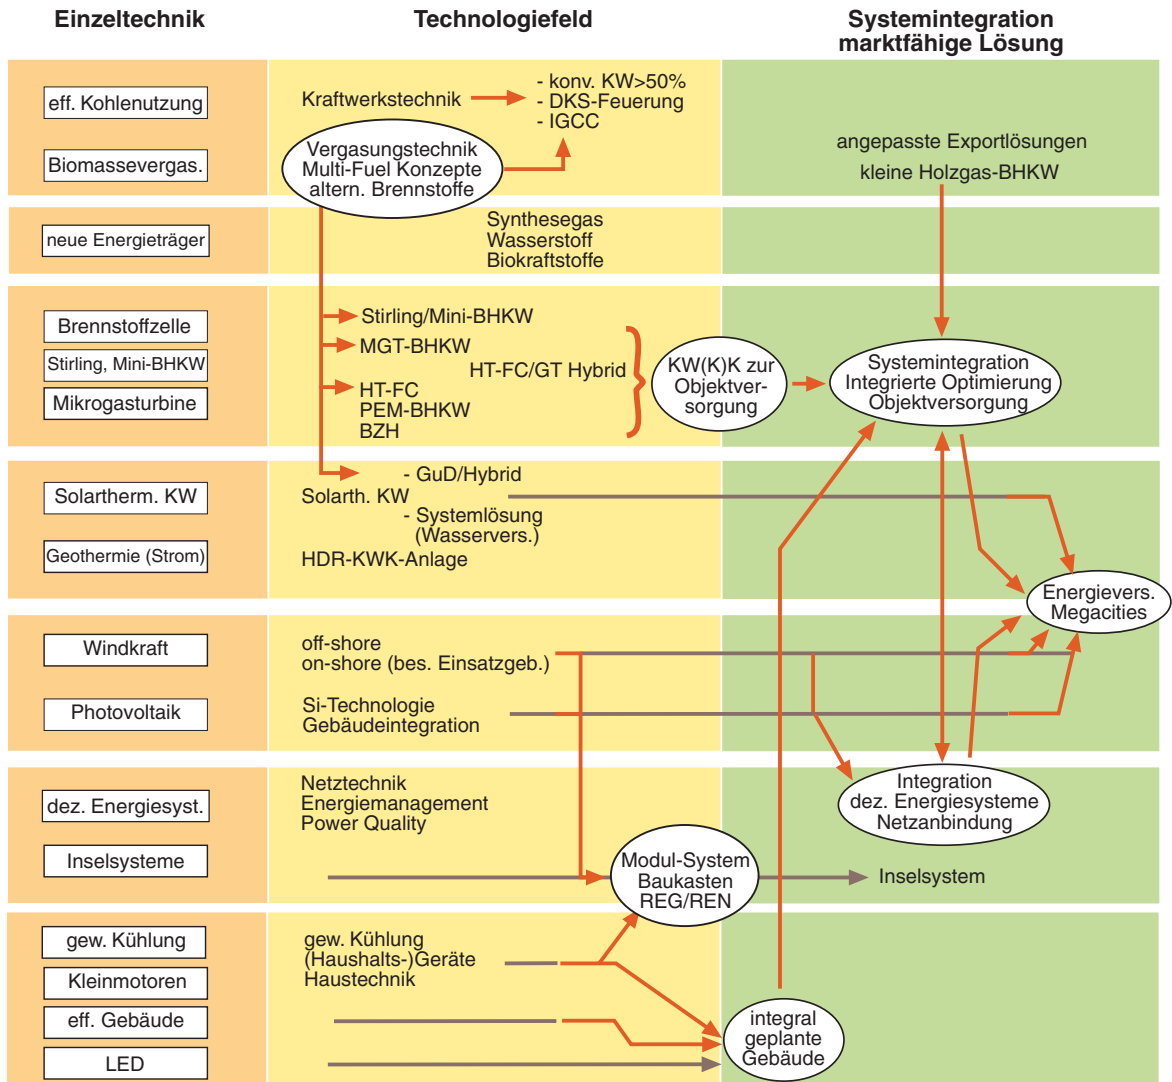 Einzeltechnik
Technologiefeld
Systemintegration
marktfähige Lösung
eff. Kohlenutzung
Biomassevergas.
Kraftwerkstechnik
- konv. KW>50%
- DKS-Feuerung
- IGCC
Vergasungstechnik
Multi-Fuel Konzepte
altern. Brennstoffe
angepasste Exportlösungen
kleine Holzgas-BHKW
neue Energieträger
Synthesegas
Wasserstoff
Biokraftstoffe
Brennstoffzelle
Stirling, Mini-BHKW
Mikrogasturbine
Stirling/Mini-BHKW
MGT-BHKW
HT-FC/GT Hybrid
HT-FC
PEM-BHKW
BZH
KW(K)K zur
Objektver-
sorgung
Systemintegration
Integrierte Optimierung
Objektversorgung
Solartherm. KW
Geothermie (Strom)
- GuD/Hybrid
Solarth. KW
- Systemlösung
(Wasservers.)
HDR-KWK-Anlage
Energievers.
Megacities
Windkraft
Photovoltaik
off-shore
on-shore (bes. Einsatzgeb.)
Si-Technologie
Gebäudeintegration
dez. Energiesyst.
Inselsysteme
Netztechnik
Energiemanagement
Power Quality
Modul-System
Baukasten
REG/REN
Integration
dez. Energiesysteme
Netzanbindung
Inselsystem
gew. Kühlung
Kleinmotoren
eff. Gebäude
LED
gew. Kühlung
(Haushalts-)Geräte
Haustechnik
integral
geplante
Gebäude